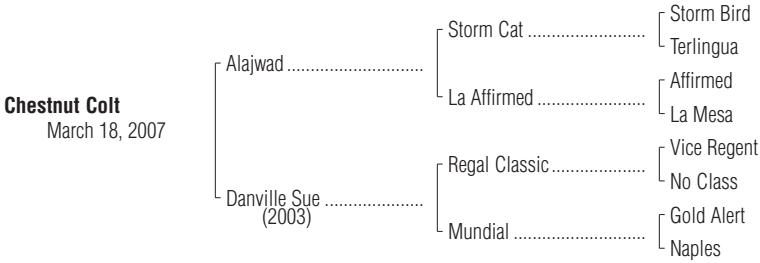 Storm Bird
Storm Cat ..........................
Terlingua
Alajwad ..............................
Affirmed
La Affirmed ........................
La Mesa
Chestnut Colt
March 18, 2007
Vice Regent
Regal Classic .....................
No Class
Danville Sue ......................
(2003)
Gold Alert
Mundial .............................
Naples